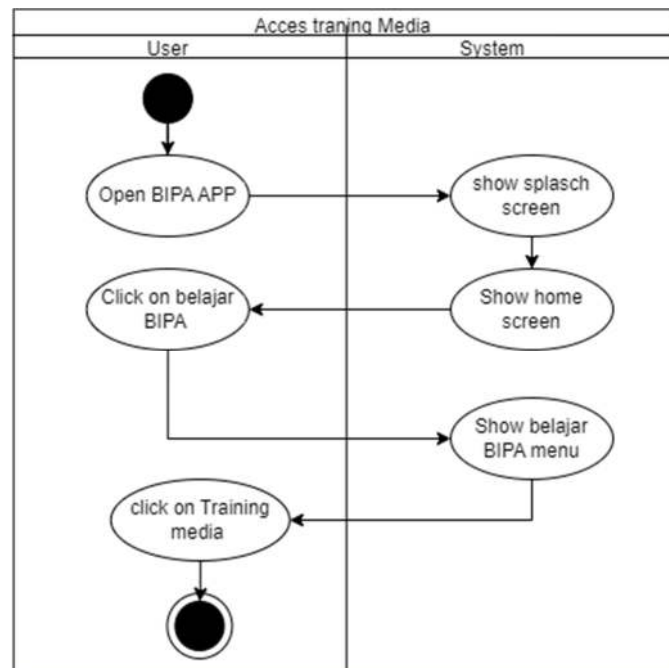 Acces traning Media
User
System
Open BIPA APP
show splasch
screen
Click on belajar
BIPA
Show home
screen
Show belajar
BIPA menu
click on Training
media